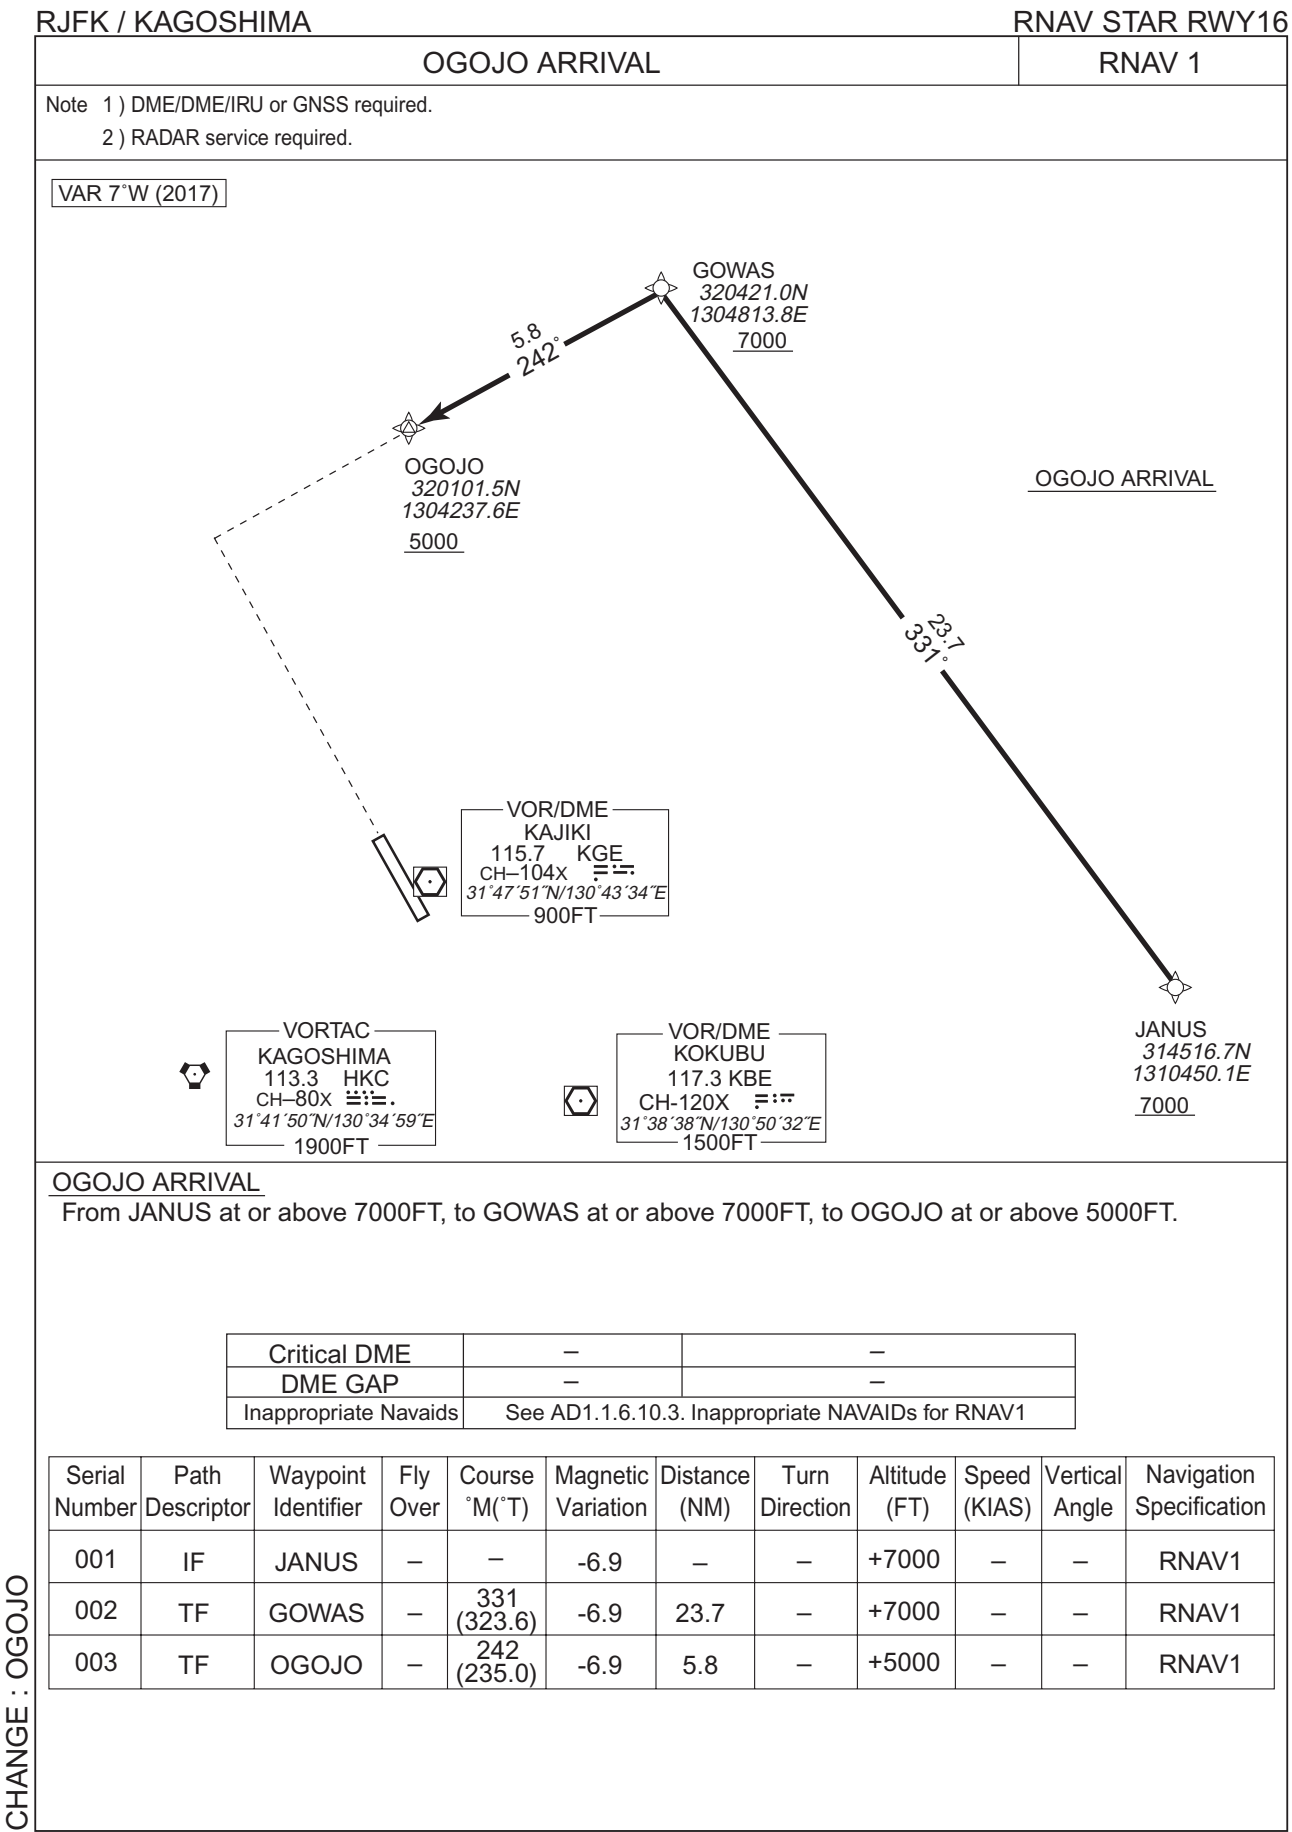 RJFK / KAGOSHIMA
RNAV STAR RWY16
OGOJO ARRIVAL
RNAV 1
Note 1 ) DME/DME/IRU or GNSS required.
2 ) RADAR service required.
VAR 7˚W (2017)
GOWAS
320421.0N
1304813.8E
7000
5.8
242˚
OGOJO
320101.5N
1304237.6E
5000
OGOJO ARRIVAL
23.7
331˚
VOR/DME
KAJIKI
115.7 KGE
CH–104X
31˚47´51˝N/130˚43´34˝E
900FT
VORTAC
KAGOSHIMA
113.3 HKC
CH–80X
31˚41´50˝N/130˚34´59˝E
1900FT
VOR/DME
KOKUBU
117.3 KBE
CH-120X
31˚38´38˝N/130˚50´32˝E
1500FT
JANUS
314516.7N
1310450.1E
7000
OGOJO ARRIVAL
From JANUS at or above 7000FT, to GOWAS at or above 7000FT, to OGOJO at or above 5000FT.
Critical DME – –
DME GAP – –
Inappropriate Navaids See AD1.1.6.10.3. Inappropriate NAVAIDs for RNAV1
Serial Path Waypoint Fly Course Magnetic Distance Turn Altitude Speed Vertical Navigation
Number Descriptor Identifier Over ˚M(˚T) Variation (NM) Direction (FT) (KIAS) Angle Specification
001 IF JANUS – – -6.9 – – +7000 – – RNAV1
002 TF GOWAS – 331 (323.6) -6.9 23.7 – +7000 – – RNAV1
003 TF OGOJO – 242 (235.0) -6.9 5.8 – +5000 – – RNAV1
CHANGE : OGOJO